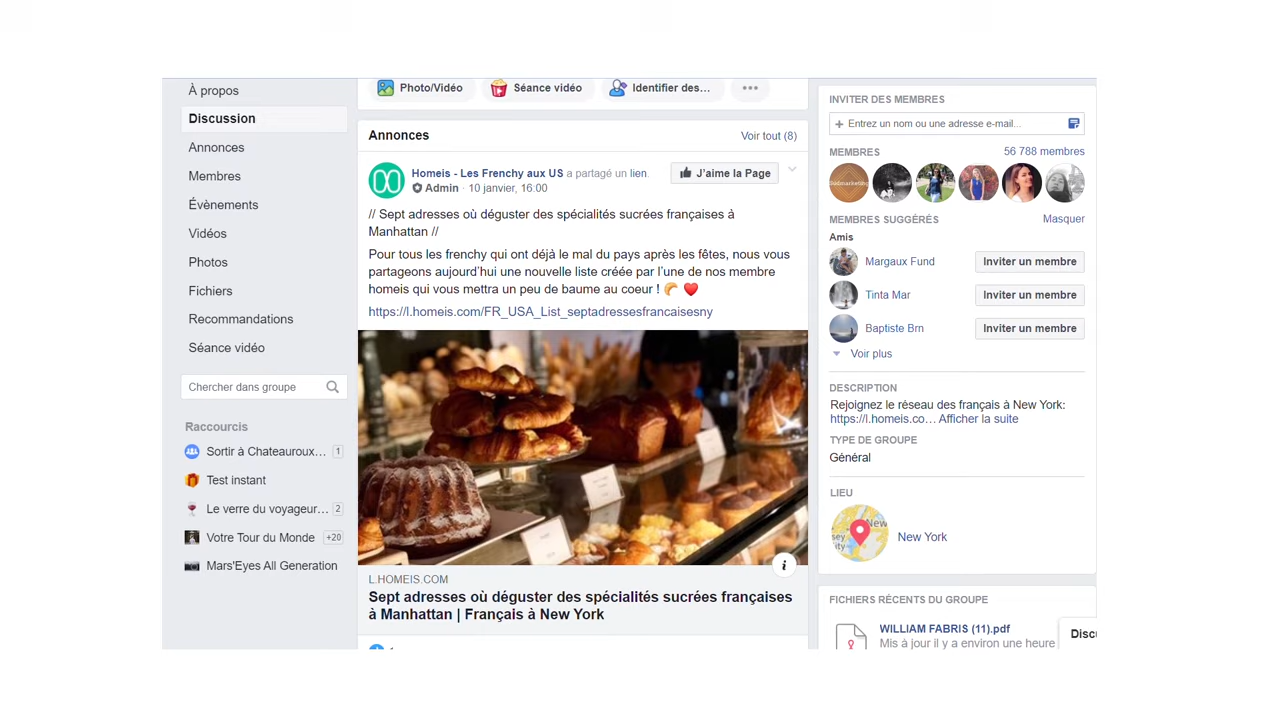 À propos
Discussion
Annonces
Membres
Évènements
Vidéos
Photos
Fichiers
Recommandations
Séance vidéo
Chercher dans groupe
Raccourcis
Sortir à Chateauroux... 1
Test instant
Le verre du voyageur... 2
Votre Tour du Monde +20
Mars'Eyes All Generation
Photo/Vidéo Séance vidéo Identifier des...
Annonces Voir tout (8)
Homeis - Les Frenchy aux US a partagé un lien. J'aime la Page
Admin · 10 janvier, 16:00
// Sept adresses où déguster des spécialités sucrées françaises à
Manhattan //
Pour tous les frenchy qui ont déjà le mal du pays après les fêtes, nous vous
partageons aujourd'hui une nouvelle liste créée par l'une de nos membre
homeis qui vous mettra un peu de baume au coeur ! 🥐 ❤️
https://l.homeis.com/FR_USA_List_septadressesfrancaisesny
L.HOMEIS.COM
Sept adresses où déguster des spécialités sucrées françaises
à Manhattan | Français à New York
INVITER DES MEMBRES
+ Entrez un nom ou une adresse e-mail...
MEMBRES 56 788 membres
MEMBRES SUGGÉRÉS Masquer
Amis
Margaux Fund Inviter un membre
Tinta Mar Inviter un membre
Baptiste Brn Inviter un membre
Voir plus
DESCRIPTION
Rejoignez le réseau des français à New York:
https://l.homeis.co... Afficher la suite
TYPE DE GROUPE
Général
LIEU
New York
FICHIERS RÉCENTS DU GROUPE
WILLIAM FABRIS (11).pdf
Mis à jour il y a environ une heure